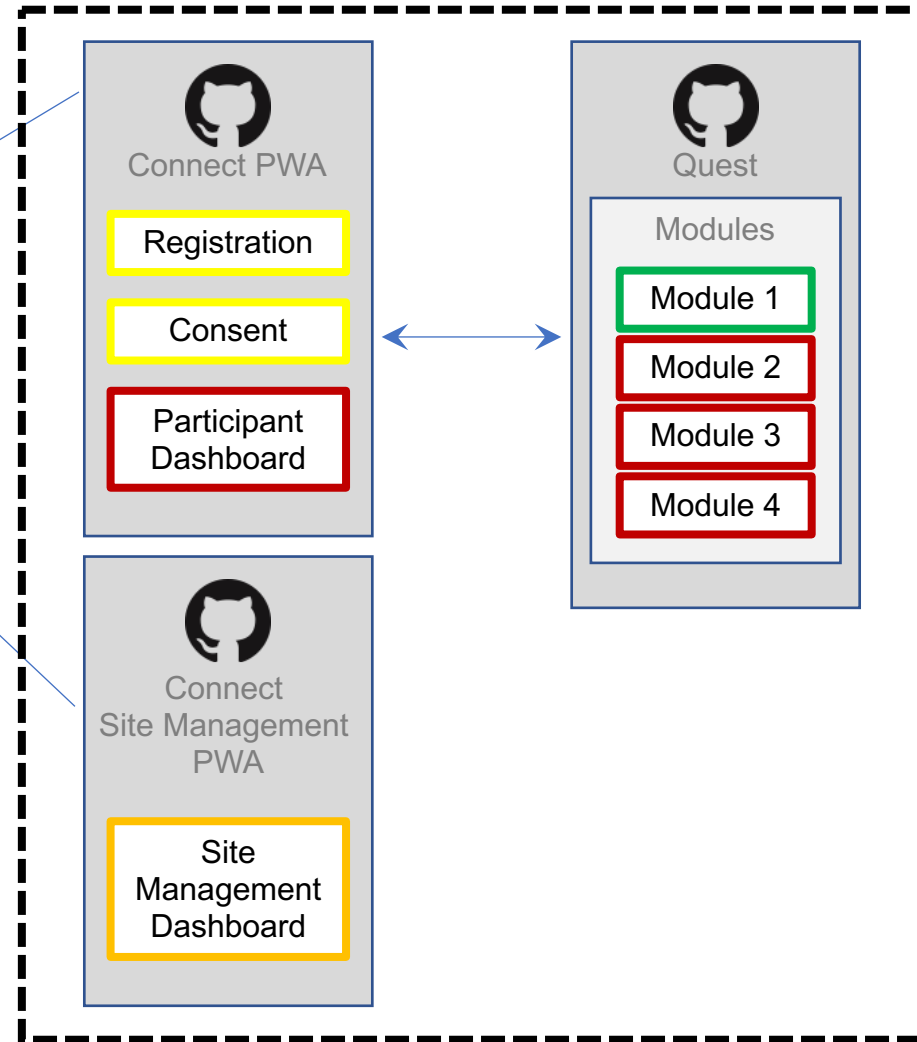 Connect PWA
Registration
Consent
Participant
Dashboard
Quest
Modules
Module 1
Module 2
Module 3
Module 4
Connect
Site Management
PWA
Site
Management
Dashboard